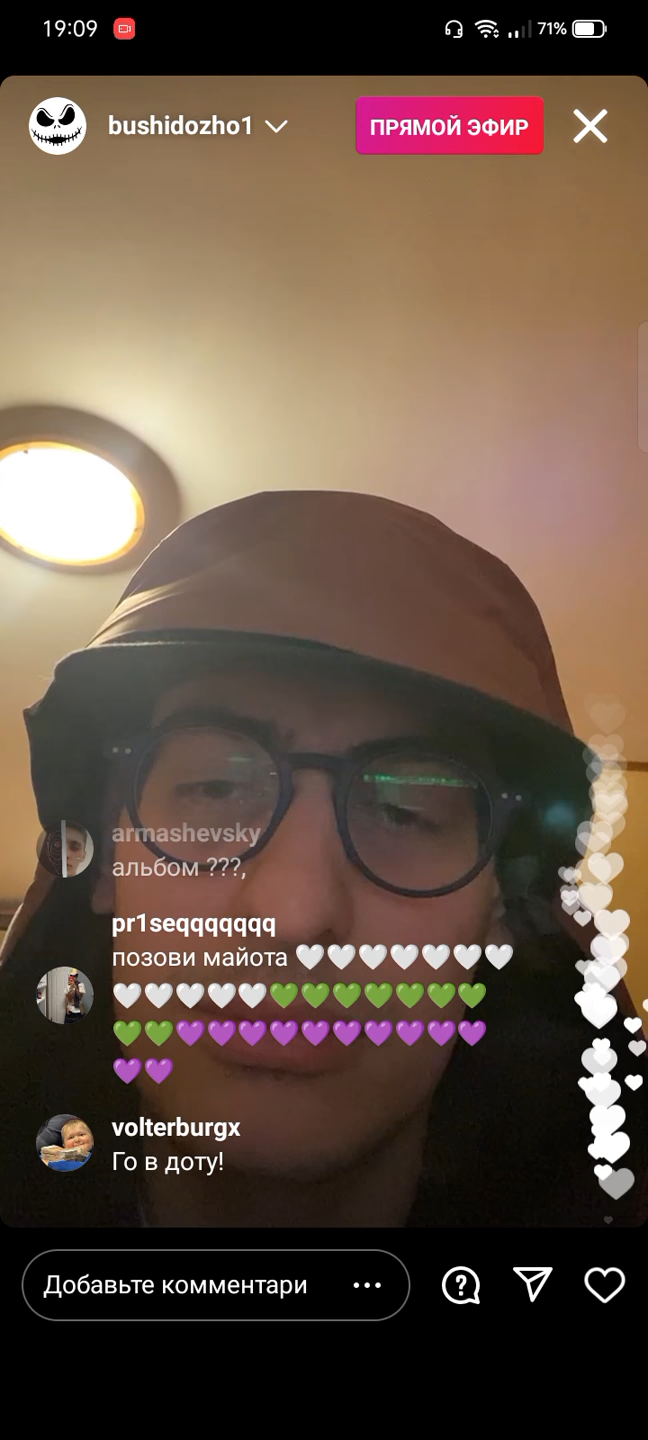 19:09
71%
bushidozho1
ПРЯМОЙ ЭФИР
armashevsky
альбом ???,
pr1seqqqqqqq
позови майота 🤍🤍🤍🤍🤍🤍🤍
🤍🤍🤍🤍🤍💚💚💚💚💚💚💚
💚💚💜💜💜💜💜💜💜💜💜💜
💜💜
volterburgx
Го в доту!
Добавьте комментари